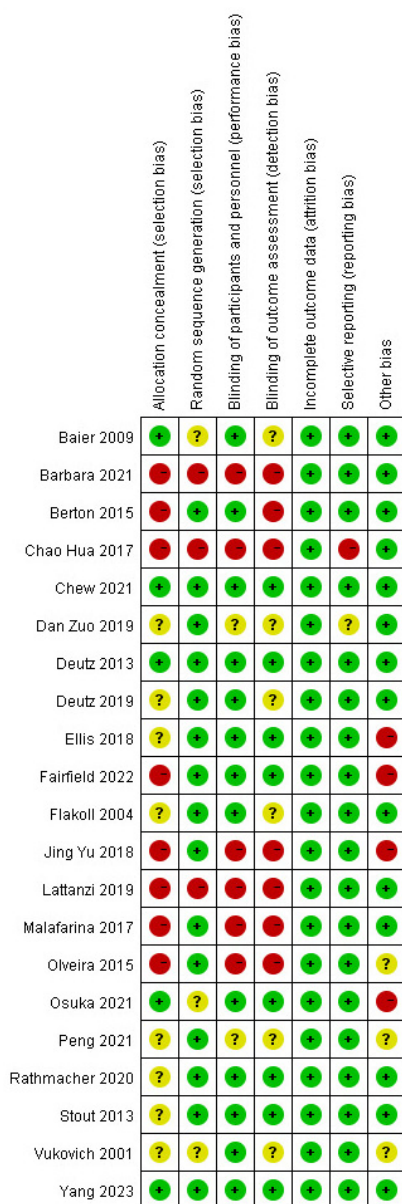 Allocation concealment (selection bias)
Random sequence generation (selection bias)
Blinding of participants and personnel (performance bias)
Blinding of outcome assessment (detection bias)
Incomplete outcome data (attrition bias)
Selective reporting (reporting bias)
Other bias
Baier 2009 + ? + ? + + +
Barbara 2021 - - - - + + +
Berton 2015 - + + - + + +
Chao Hua 2017 - - - - + - +
Chew 2021 + + + + + + +
Dan Zuo 2019 ? + ? ? + ? +
Deutz 2013 + + + + + + +
Deutz 2019 ? + + ? + + +
Ellis 2018 ? + + + + + -
Fairfield 2022 - + + + + + -
Flakoll 2004 ? + + ? + + +
Jing Yu 2018 - + - - + + -
Lattanzi 2019 - - - - + + +
Malafarina 2017 - + - - + + +
Olveira 2015 - + - - + + ?
Osuka 2021 + ? + + + + -
Peng 2021 ? + ? ? + + ?
Rathmacher 2020 ? + + + + + +
Stout 2013 ? + + + + + +
Vukovich 2001 ? ? + ? + + ?
Yang 2023 + + + + + + +